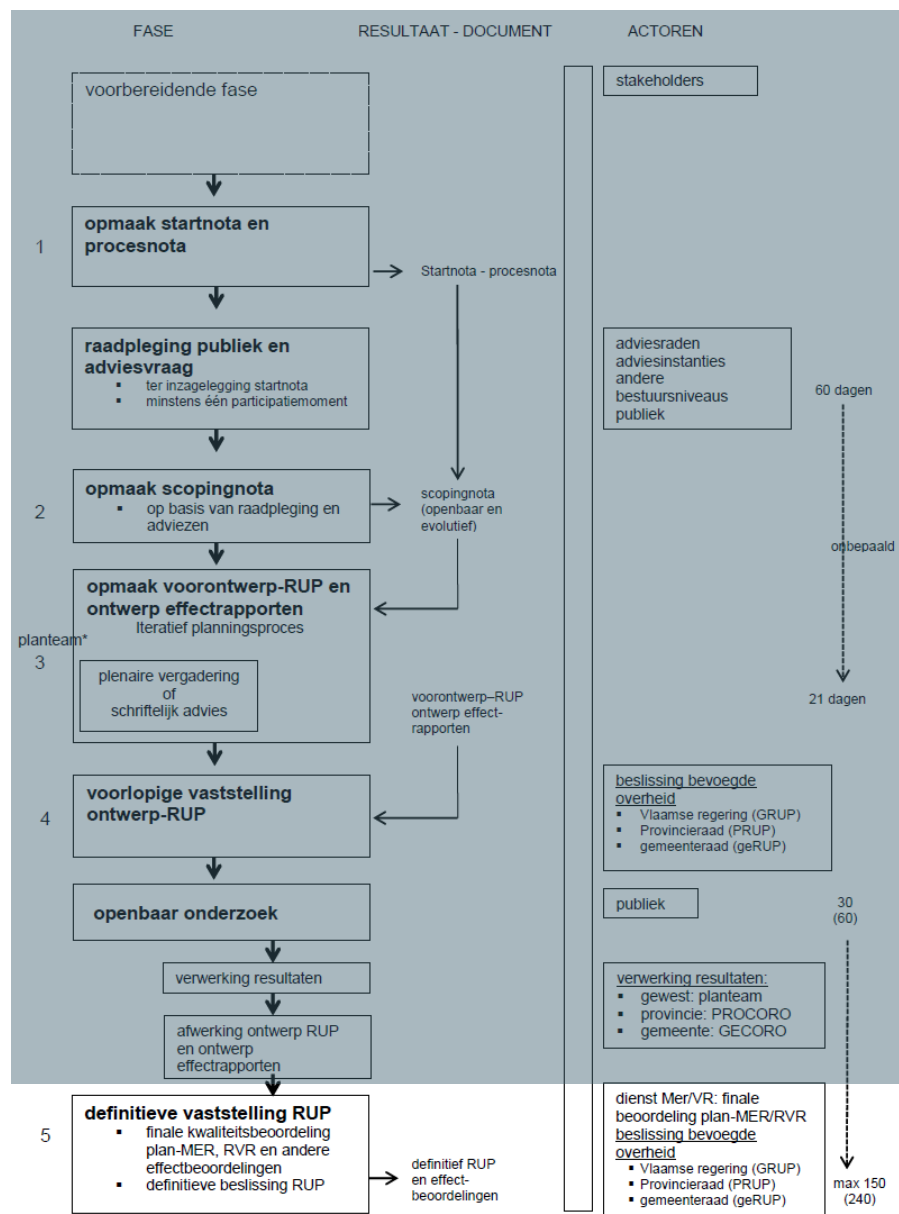 FASE
RESULTAAT - DOCUMENT
ACTOREN
voorbereidende fase
stakeholders
1
opmaak startnota en
procesnota
Startnota - procesnota
raadpleging publiek en
adviesvraag
▪ ter inzagelegging startnota
▪ minstens één participatiemoment
adviesraden
adviesinstanties
andere
bestuursniveaus
publiek
60 dagen
2
opmaak scopingnota
▪ op basis van raadpleging en
adviezen
scopingnota
(openbaar en
evolutief)
onbepaald
opmaak voorontwerp-RUP en
ontwerp effectrapporten
Iteratief planningsproces
planteam*
3
plenaire vergadering
of
schriftelijk advies
voorontwerp–RUP
ontwerp effect-
rapporten
21 dagen
4
voorlopige vaststelling
ontwerp-RUP
beslissing bevoegde
overheid
▪ Vlaamse regering (GRUP)
▪ Provincieraad (PRUP)
▪ gemeenteraad (geRUP)
openbaar onderzoek
publiek
30
(60)
verwerking resultaten
verwerking resultaten:
▪ gewest: planteam
▪ provincie: PROCORO
▪ gemeente: GECORO
afwerking ontwerp RUP
en ontwerp
effectrapporten
5
definitieve vaststelling RUP
▪ finale kwaliteitsbeoordeling
plan-MER, RVR en andere
effectbeoordelingen
▪ definitieve beslissing RUP
definitief RUP
en effect-
beoordelingen
dienst Mer/VR: finale
beoordeling plan-MER/RVR
beslissing bevoegde
overheid
▪ Vlaamse regering (GRUP)
▪ Provincieraad (PRUP)
▪ gemeenteraad (geRUP)
max 150
(240)